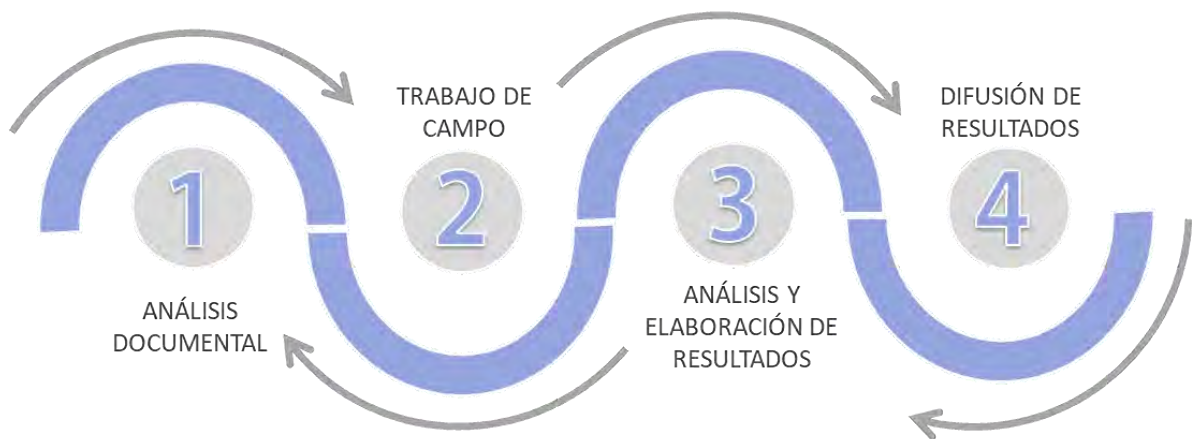 1
ANÁLISIS
DOCUMENTAL
TRABAJO DE
CAMPO
2
3
ANÁLISIS Y
ELABORACIÓN DE
RESULTADOS
DIFUSIÓN DE
RESULTADOS
4